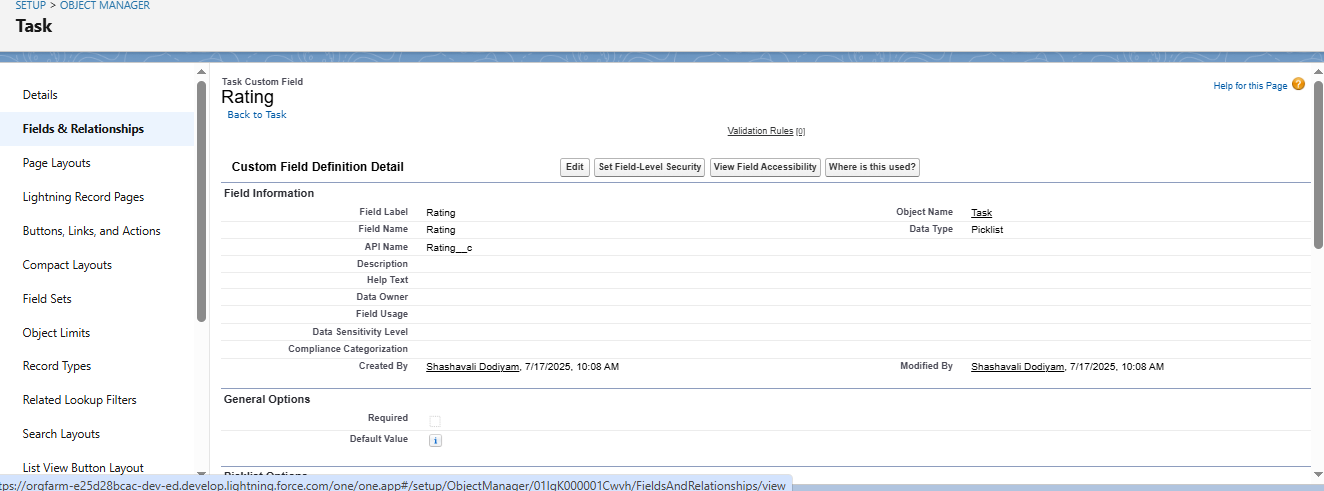 SETUP > OBJECT MANAGER
Task
Details
Fields & Relationships
Page Layouts
Lightning Record Pages
Buttons, Links, and Actions
Compact Layouts
Field Sets
Object Limits
Record Types
Related Lookup Filters
Search Layouts
List View Button Layout
Task Custom Field
Rating
Back to Task
Help for this Page ?
Validation Rules [0]
Custom Field Definition Detail
Edit
Set Field-Level Security
View Field Accessibility
Where is this used?
Field Information
Field Label Rating Object Name Task
Field Name Rating Data Type Picklist
API Name Rating__c
Description
Help Text
Data Owner
Field Usage
Data Sensitivity Level
Compliance Categorization
Created By Shashavali Dodiyam, 7/17/2025, 10:08 AM Modified By Shashavali Dodiyam, 7/17/2025, 10:08 AM
General Options
Required
Default Value i
Picklist Options
tps://orgfarm-e25d28bcac-dev-ed.develop.lightning.force.com/one/one.app#/setup/ObjectManager/01IgK000001Cwvh/FieldsAndRelationships/view